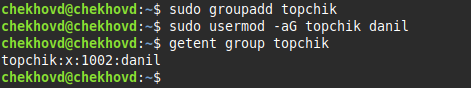 chekhovd@chekhovd:~$ sudo groupadd topchik
chekhovd@chekhovd:~$ sudo usermod -aG topchik danil
chekhovd@chekhovd:~$ getent group topchik
topchik:x:1002:danil
chekhovd@chekhovd:~$